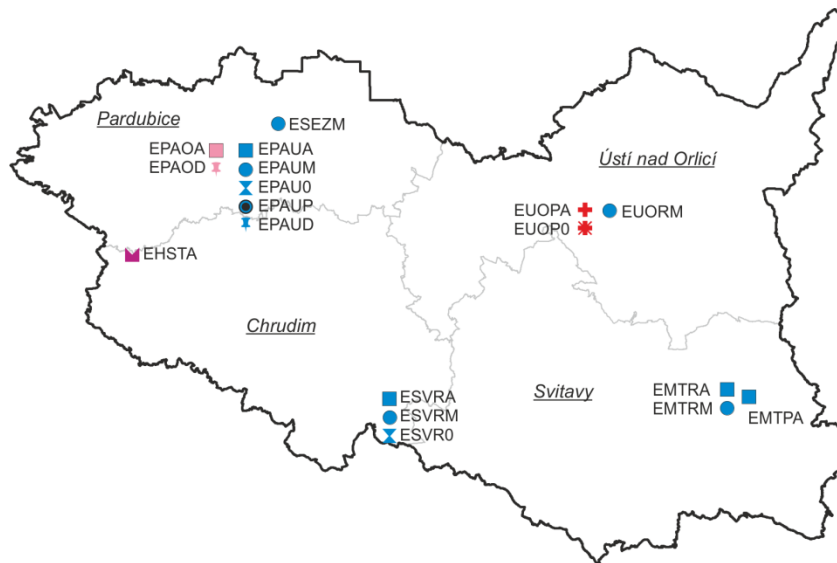 Pardubice
ESEZM
EPAOA
EPAUA
EPAOD
EPAUM
EPAU0
EPAUP
EPAUD
Ústí nad Orlicí
EUOPA
EUORM
EUOP0
EHSTA
Chrudim
ESVRA
ESVRM
ESVR0
Svitavy
EMTRA
EMTRM
EMTPA